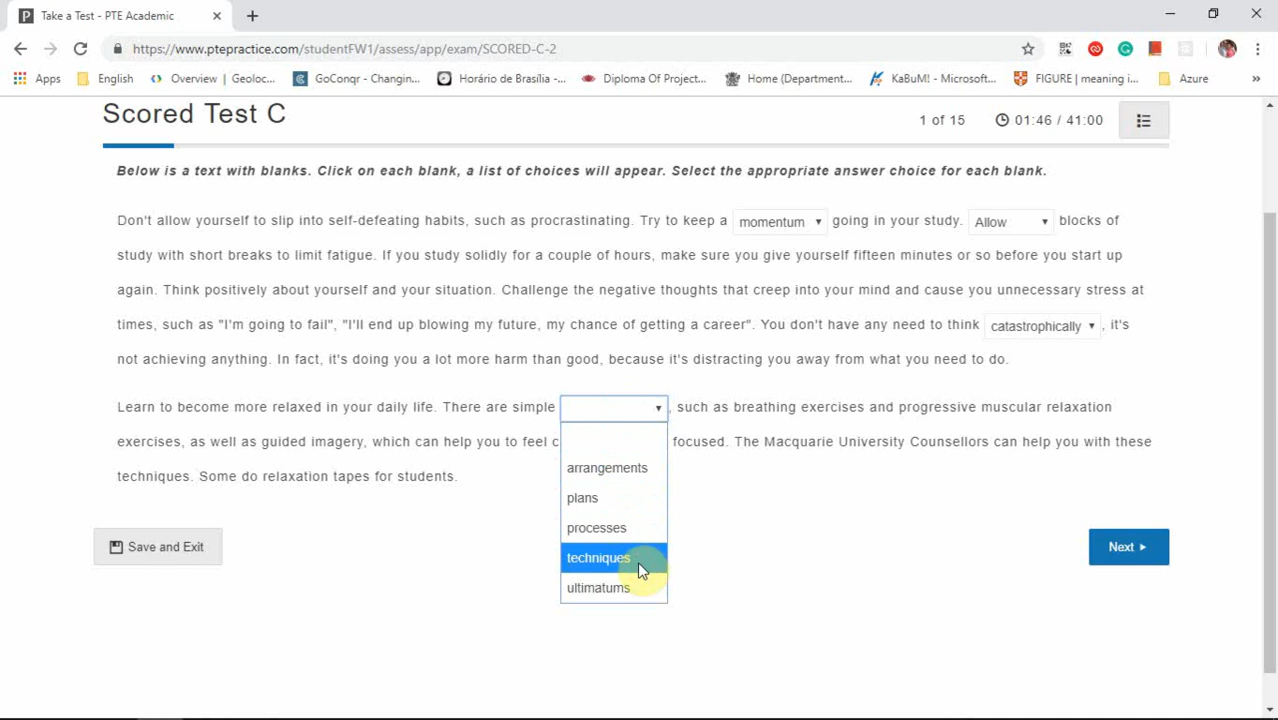 Take a Test - PTE Academic
https://www.ptepractice.com/studentFW1/assess/app/exam/SCORED-C-2
Apps English Overview | Geoloc... GoConqr - Changin... Horário de Brasília -... Diploma Of Project... Home (Department... KaBuM! - Microsoft... FIGURE | meaning i... Azure
Scored Test C
1 of 15 01:46 / 41:00
Below is a text with blanks. Click on each blank, a list of choices will appear. Select the appropriate answer choice for each blank.
Don't allow yourself to slip into self-defeating habits, such as procrastinating. Try to keep a momentum going in your study. Allow blocks of
study with short breaks to limit fatigue. If you study solidly for a couple of hours, make sure you give yourself fifteen minutes or so before you start up
again. Think positively about yourself and your situation. Challenge the negative thoughts that creep into your mind and cause you unnecessary stress at
times, such as "I'm going to fail", "I'll end up blowing my future, my chance of getting a career". You don't have any need to think catastrophically , it's
not achieving anything. In fact, it's doing you a lot more harm than good, because it's distracting you away from what you need to do.
Learn to become more relaxed in your daily life. There are simple , such as breathing exercises and progressive muscular relaxation
exercises, as well as guided imagery, which can help you to feel c focused. The Macquarie University Counsellors can help you with these
techniques. Some do relaxation tapes for students.
arrangements
plans
processes
techniques
ultimatums
Save and Exit
Next